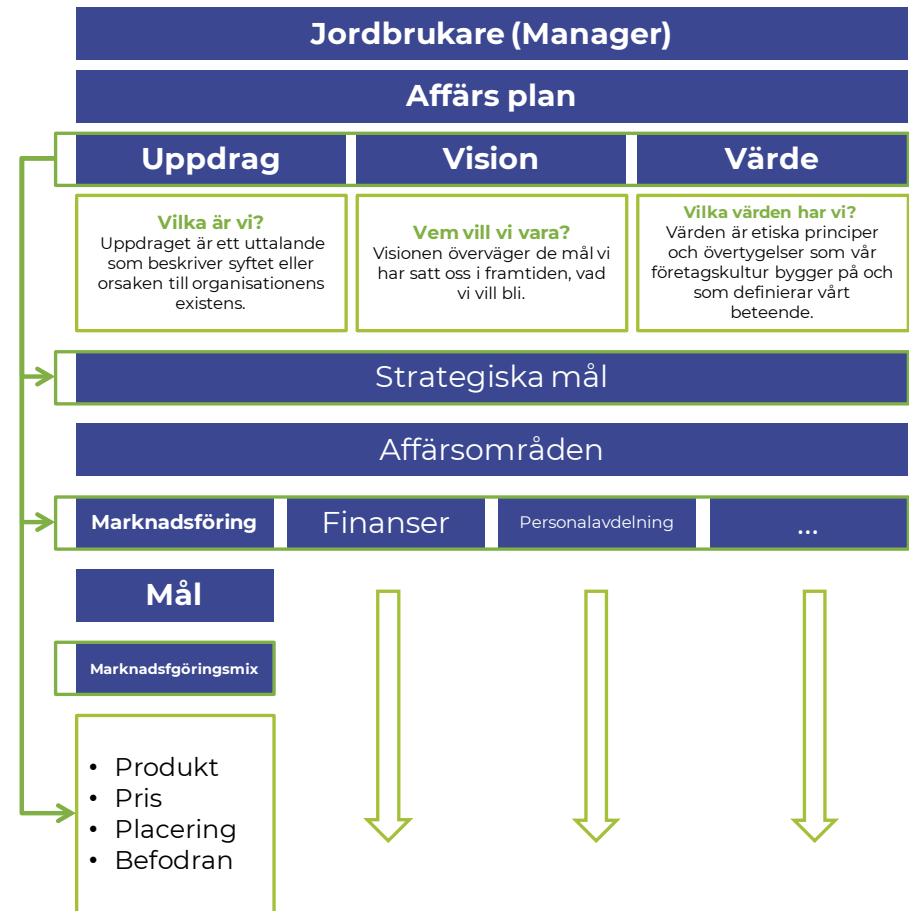 Jordbrukare (Manager)
Affärs plan
Uppdrag
Vision
Värde
Vilka är vi?
Uppdraget är ett uttalande
som beskriver syftet eller
orsaken till organisationens
existens.
Vem vill vi vara?
Visionen överväger de mål vi
har satt oss i framtiden, vad
vi vill bli.
Vilka värden har vi?
Värden är etiska principer
och övertygelser som vår
företagskultur bygger på och
som definierar vårt
beteende.
Strategiska mål
Affärsområden
Marknadsföring
Finanser
Personalavdelning
...
Mål
Marknadsfgöringsmix
• Produkt
• Pris
• Placering
• Befodran